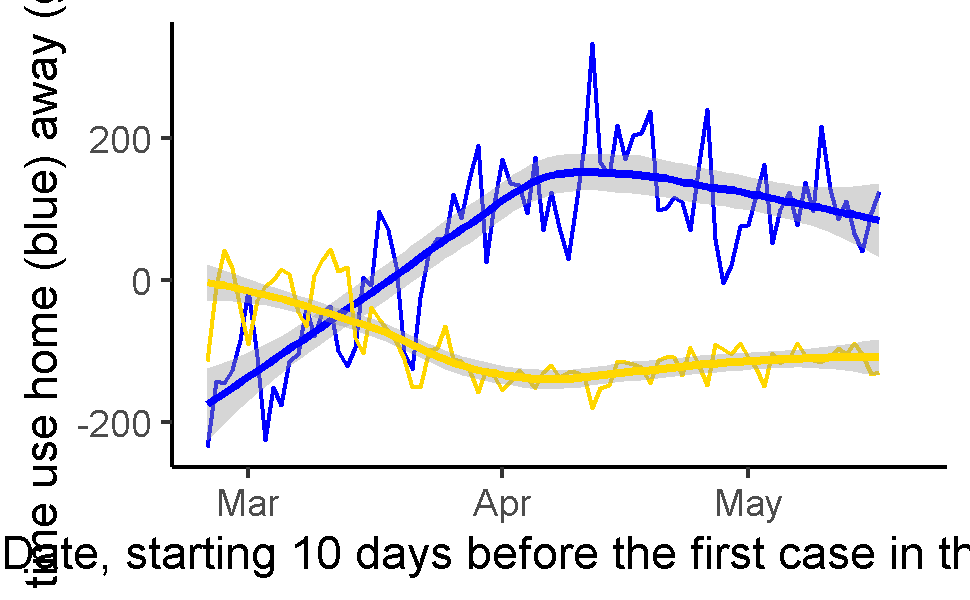 time use home (blue) away (
200
0
-200
Mar Apr May
Date, starting 10 days before the first case in th